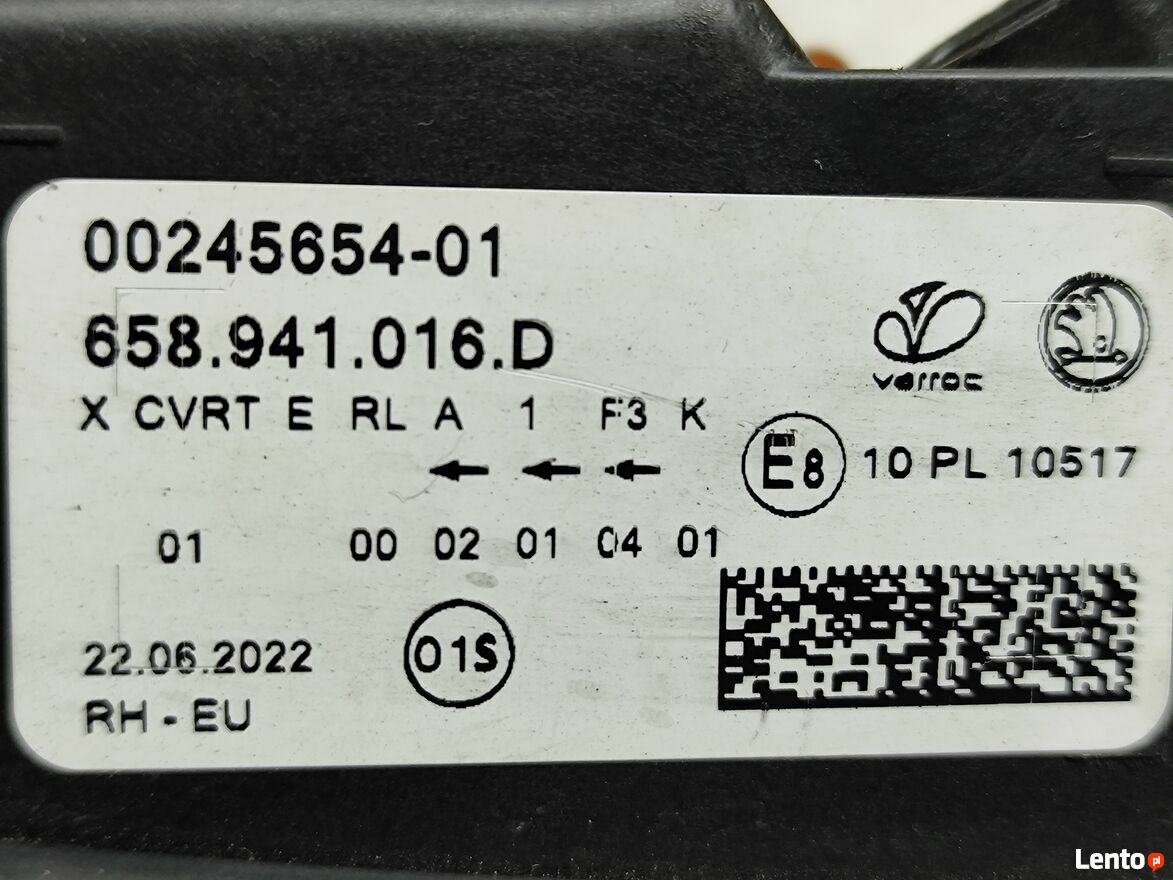 00245654-01
658.941.016.D
varroc
X CVRT E RL A 1 F3 K
E8 10 PL 10517
01 00 02 01 04 01
22.06.2022
01S
RH - EU
Lento.pl